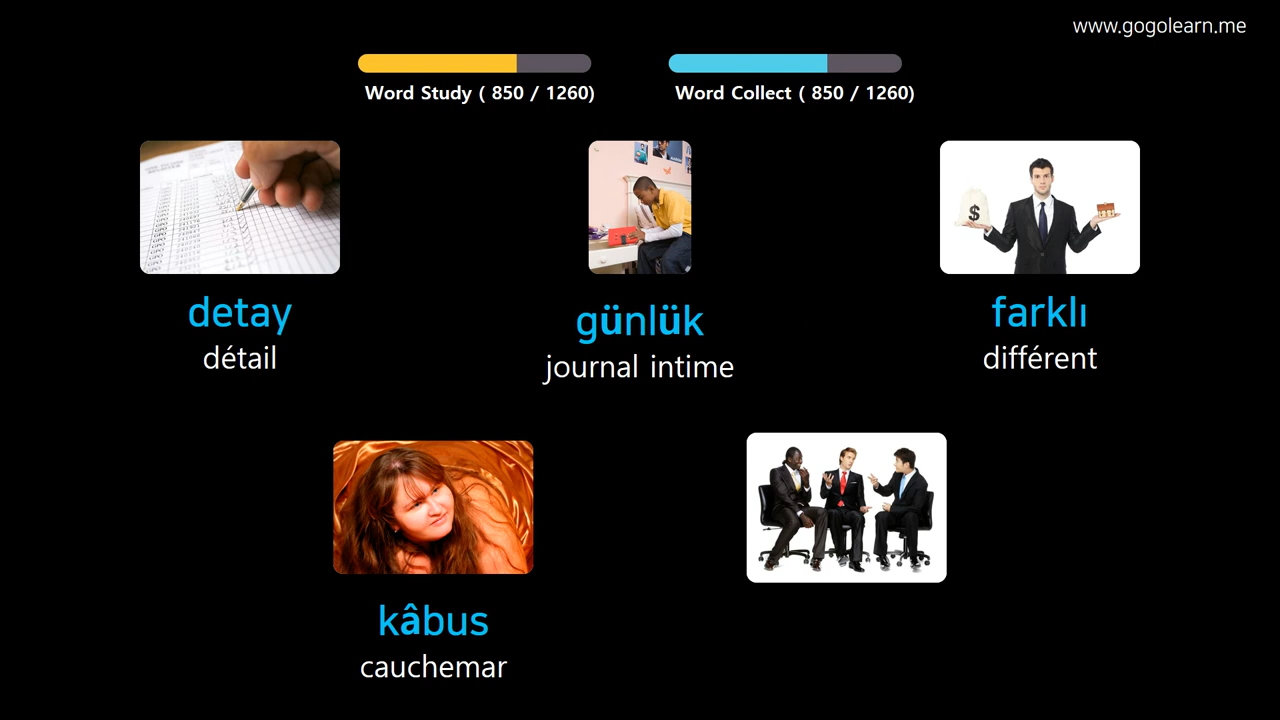 www.gogolearn.me
Word Study ( 850 / 1260)
Word Collect ( 850 / 1260)
detay
détail
günlük
journal intime
farklı
différent
kâbus
cauchemar